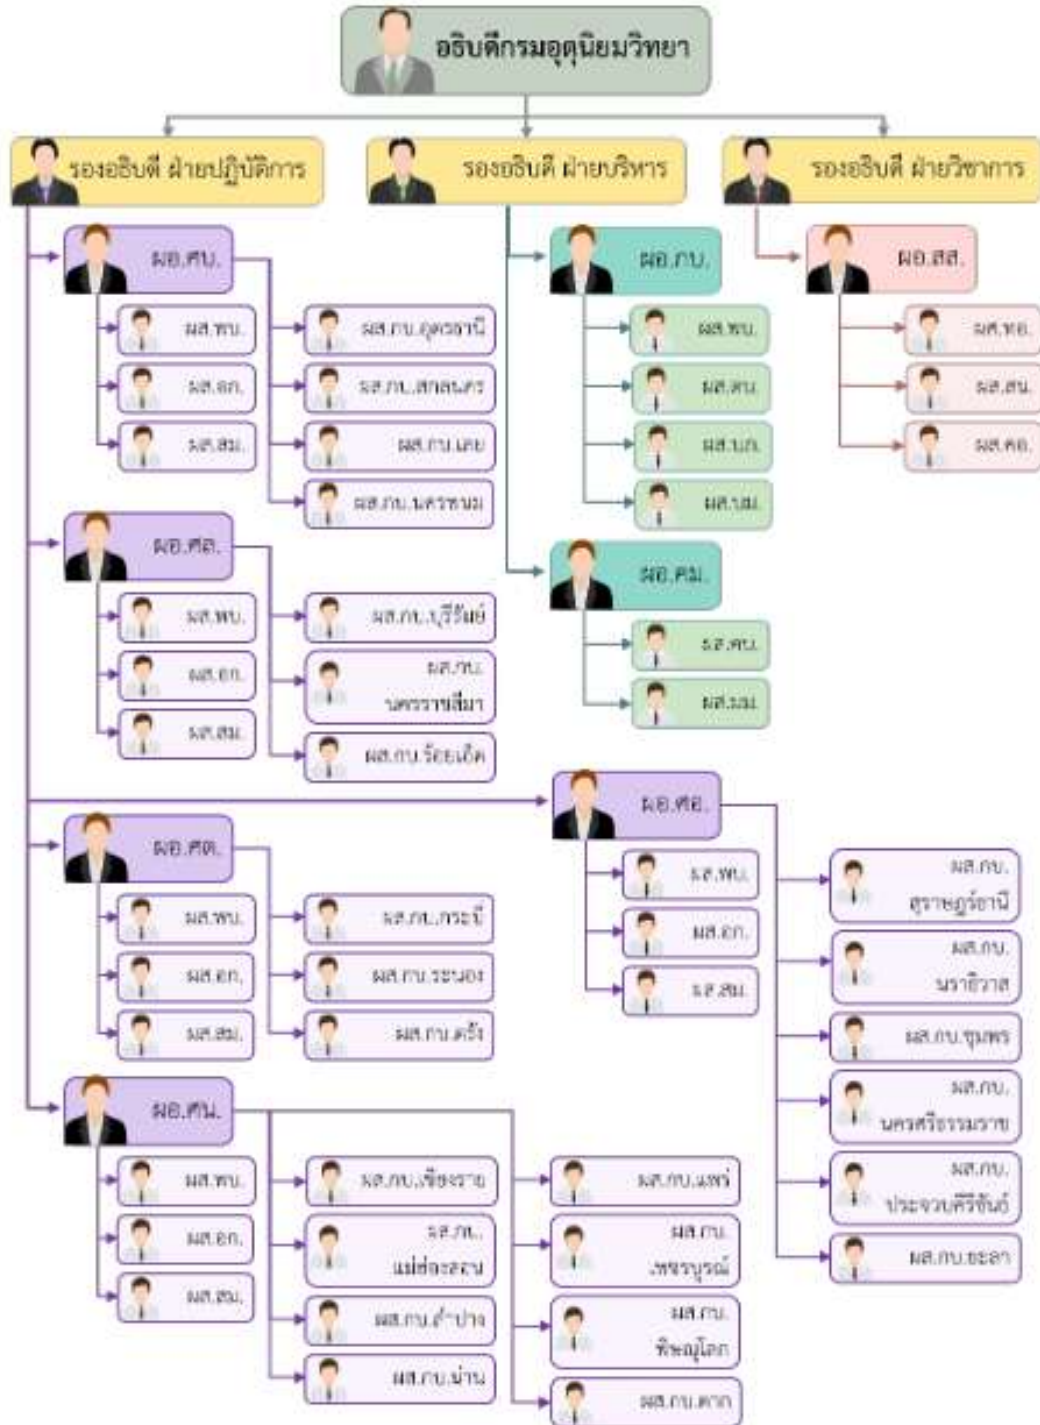 อธิบดีกรมอุตุนิยมวิทยา
รองอธิบดี ฝ่ายปฏิบัติการ
รองอธิบดี ฝ่ายบริหาร
รองอธิบดี ฝ่ายวิชาการ
ผอ.ศบ.
ผส.พบ.
ผส.อก.
ผส.สม.
ผส.กบ.อุดรธานี
ผส.กบ.สกลนคร
ผส.กบ.เลย
ผส.กบ.นครพนม
ผอ.ศล.
ผส.พบ.
ผส.อก.
ผส.สม.
ผส.กบ.บุรีรัมย์
ผส.กบ.
นครราชสีมา
ผส.กบ.ร้อยเอ็ด
ผอ.ศต.
ผส.พบ.
ผส.อก.
ผส.สม.
ผส.กบ.กระบี่
ผส.กบ.ระนอง
ผส.กบ.ตรัง
ผอ.ศน.
ผส.พบ.
ผส.อก.
ผส.สม.
ผส.กบ.เชียงราย
ผส.กบ.
แม่ฮ่องสอน
ผส.กบ.ลำปาง
ผส.กบ.น่าน
ผส.กบ.แพร่
ผส.กบ.
เพชรบูรณ์
ผส.กบ.
พิษณุโลก
ผส.กบ.ตาก
ผอ.กบ.
ผส.พบ.
ผส.บก.
ผส.บม.
ผอ.คม.
ผส.คบ.
ผส.มม.
ผอ.ศอ.
ผส.พบ.
ผส.อก.
ผส.สม.
ผส.กบ.
สุราษฎร์ธานี
ผส.กบ.
นราธิวาส
ผส.กบ.ชุมพร
ผส.กบ.
นครศรีธรรมราช
ผส.กบ.
ประจวบคีรีขันธ์
ผส.กบ.ยะลา
ผอ.สส.
ผส.ทอ.
ผส.สน.
ผส.คอ.